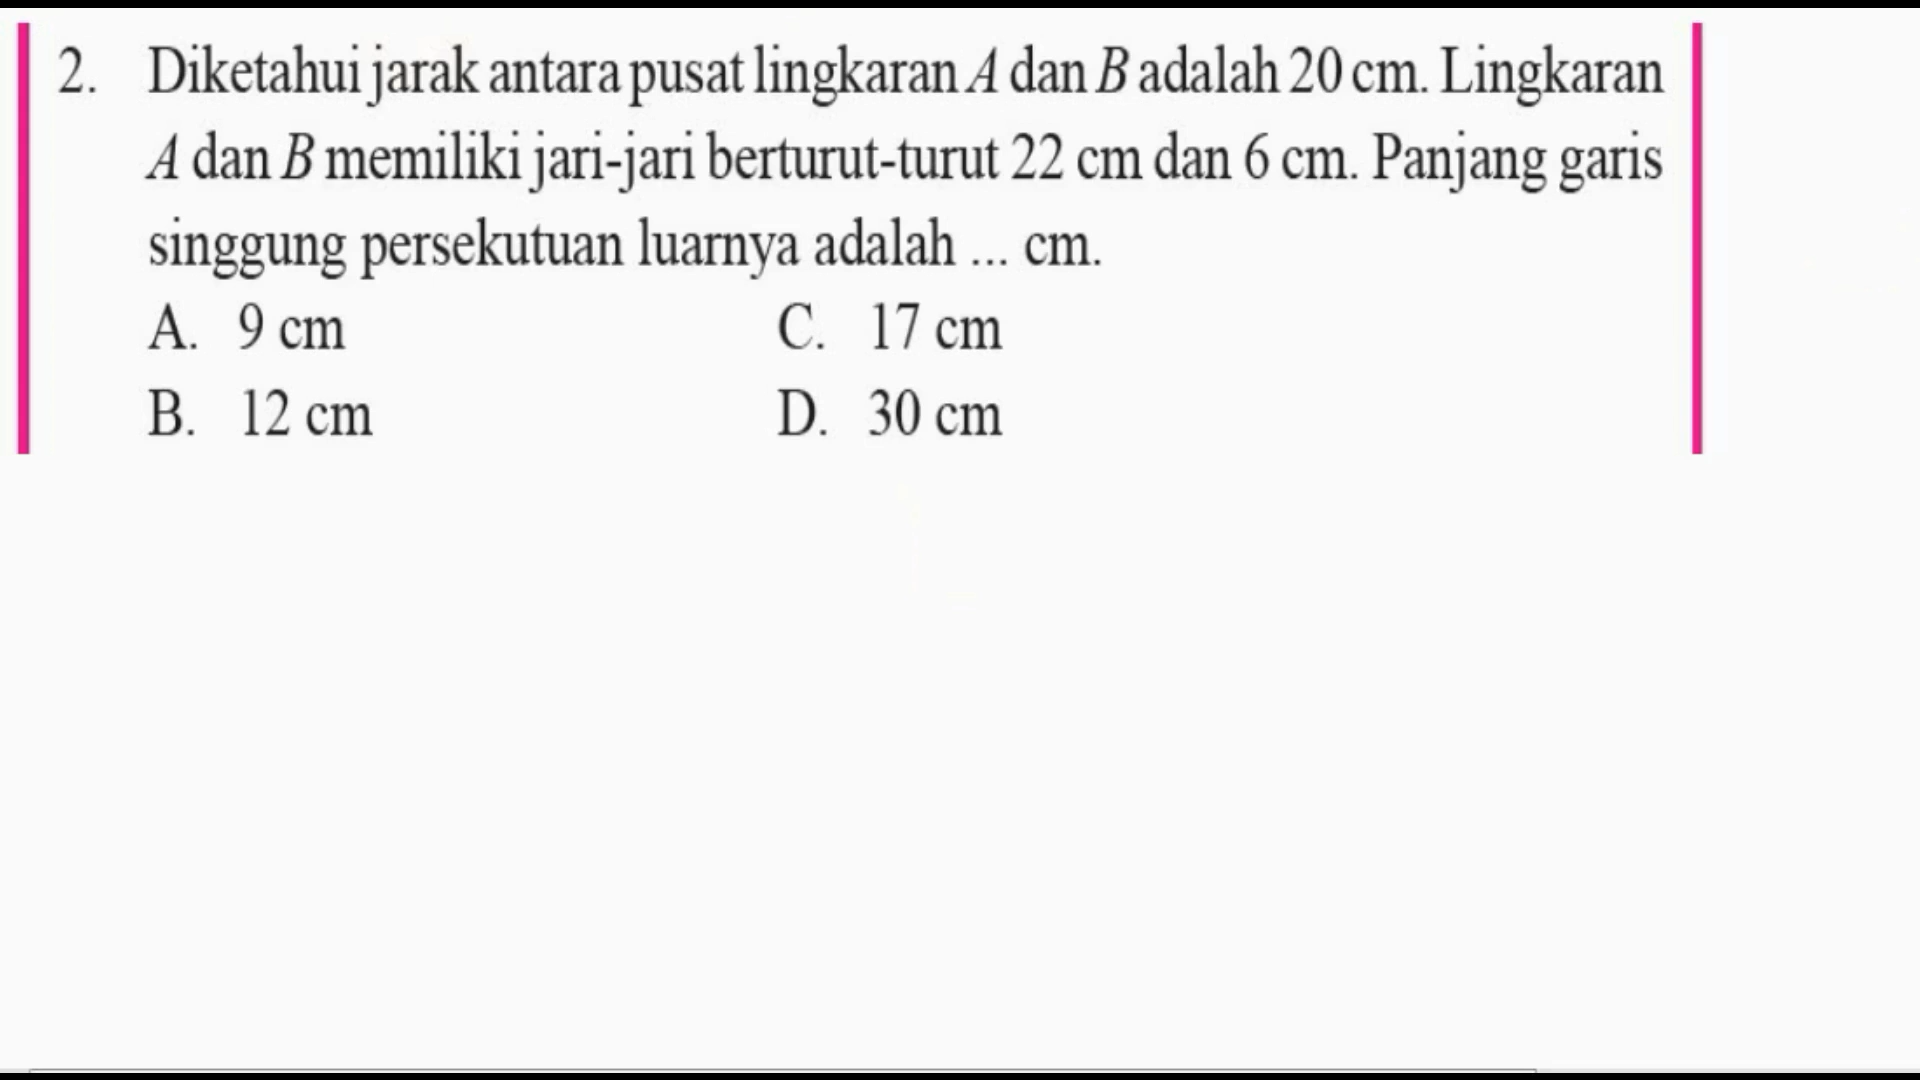 2. Diketahui jarak antara pusat lingkaran A dan B adalah 20 cm. Lingkaran
A dan B memiliki jari-jari berturut-turut 22 cm dan 6 cm. Panjang garis
singgung persekutuan luarnya adalah ... cm.
A. 9 cm C. 17 cm
B. 12 cm D. 30 cm